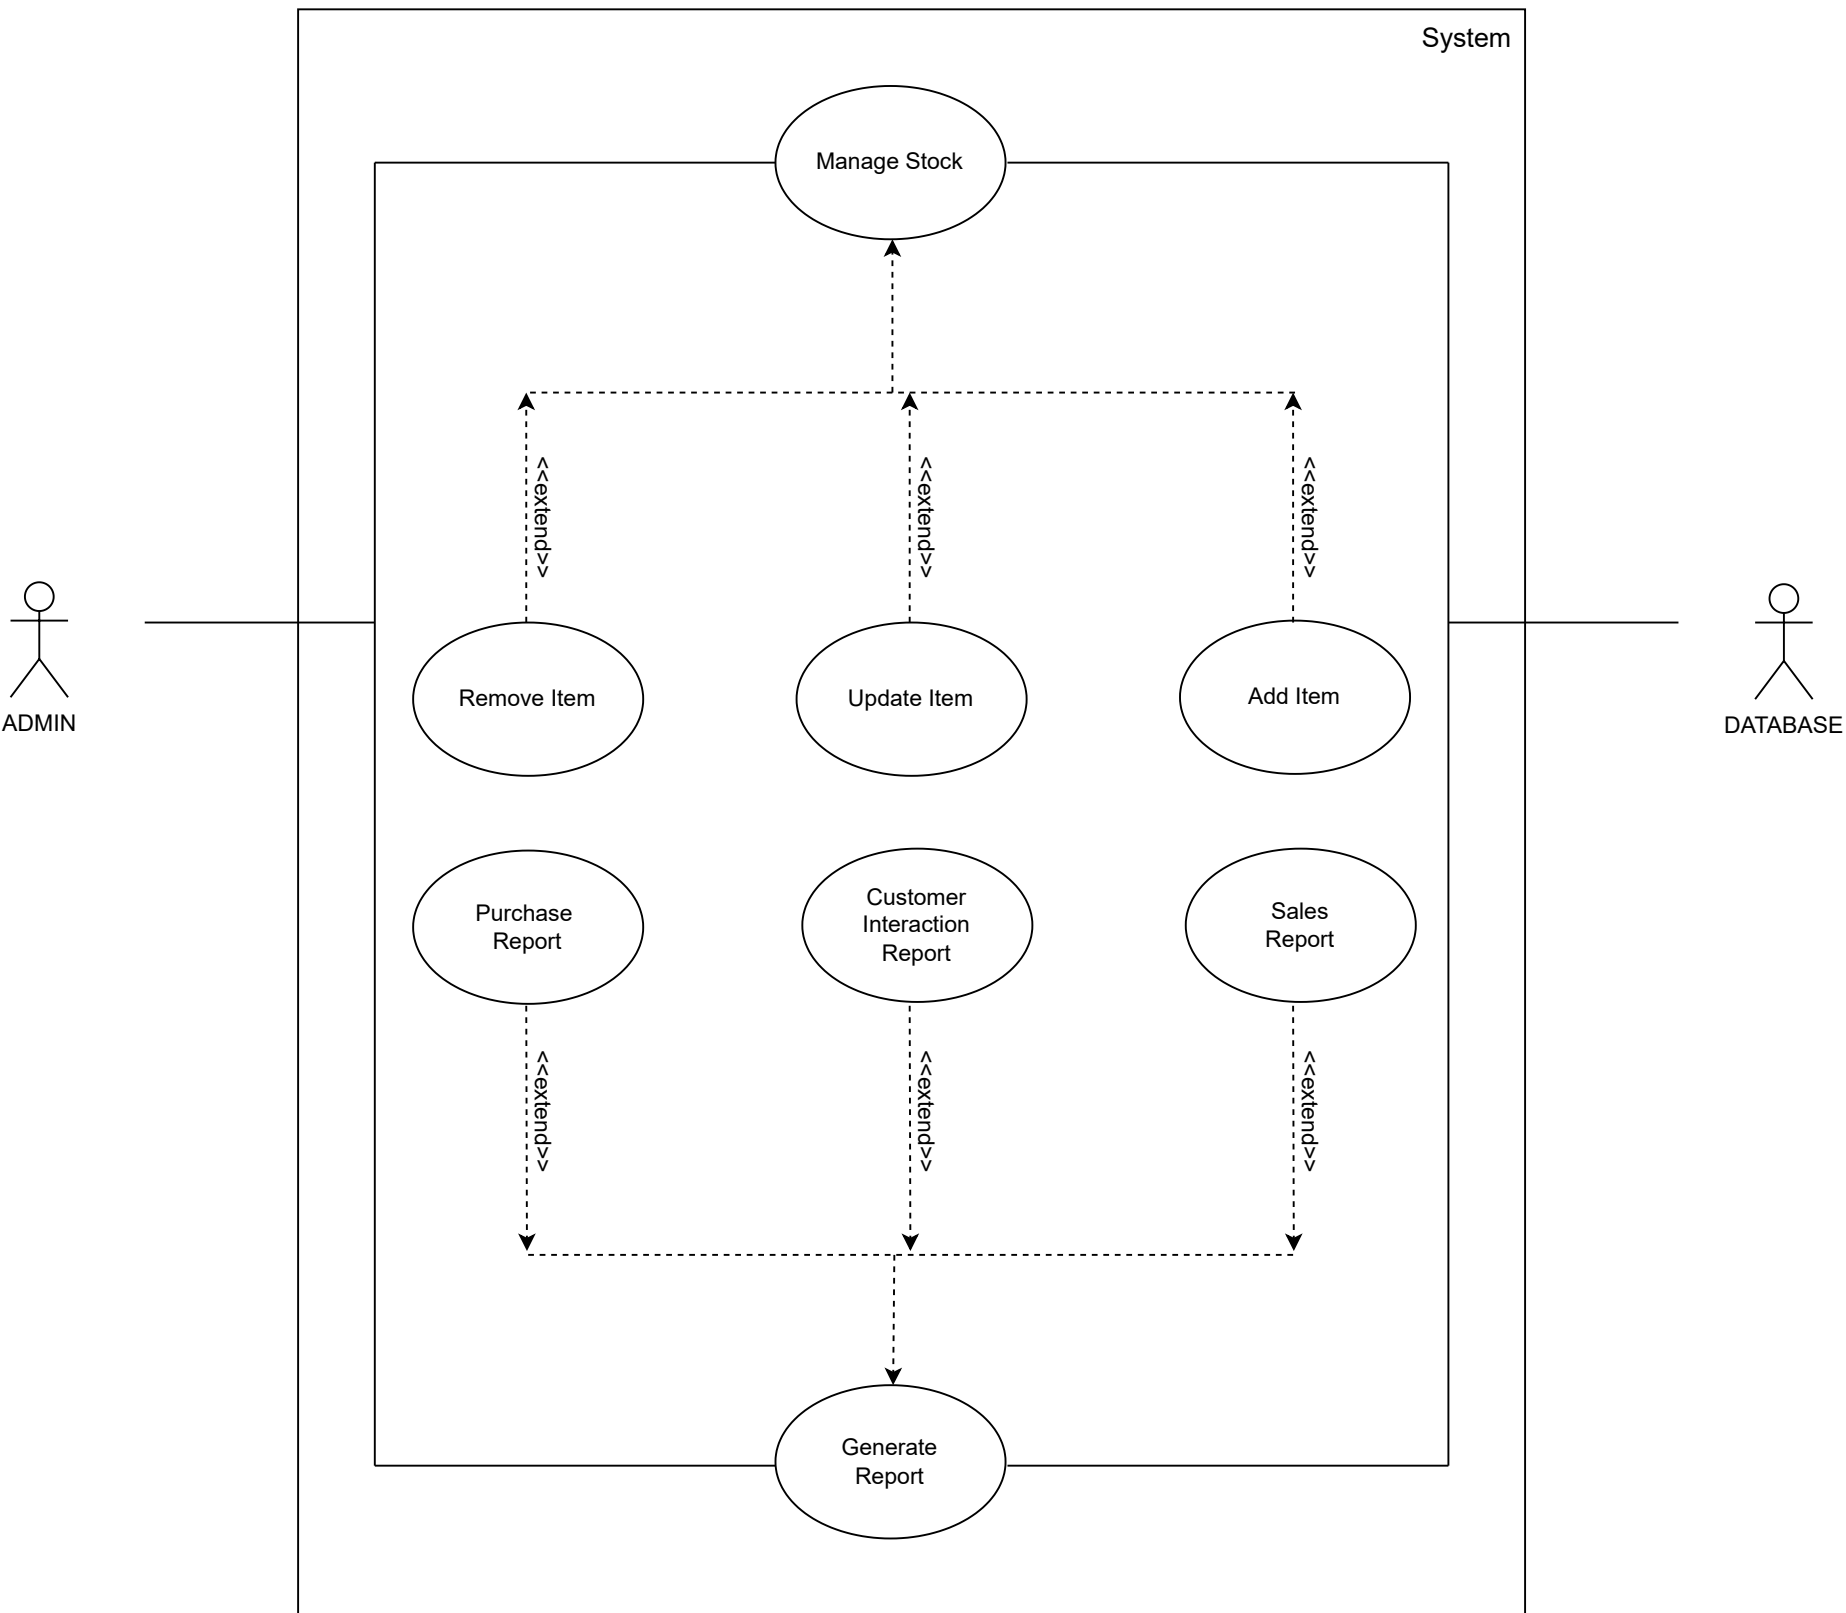 System
Manage Stock
<<extend>>
<<extend>>
<<extend>>
Remove Item
Update Item
Add Item
ADMIN
DATABASE
Purchase
Report
Customer
Interaction
Report
Sales
Report
<<extend>>
<<extend>>
<<extend>>
Generate
Report